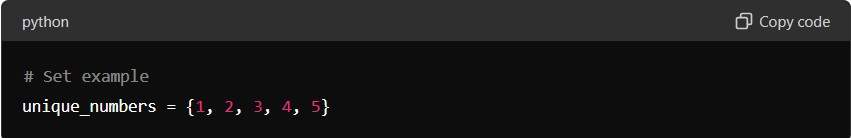 python Copy code
# Set example
unique_numbers = {1, 2, 3, 4, 5}